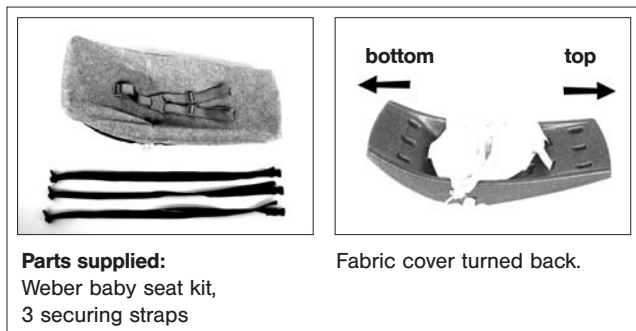 bottom
top
Parts supplied:
Weber baby seat kit,
3 securing straps
Fabric cover turned back.